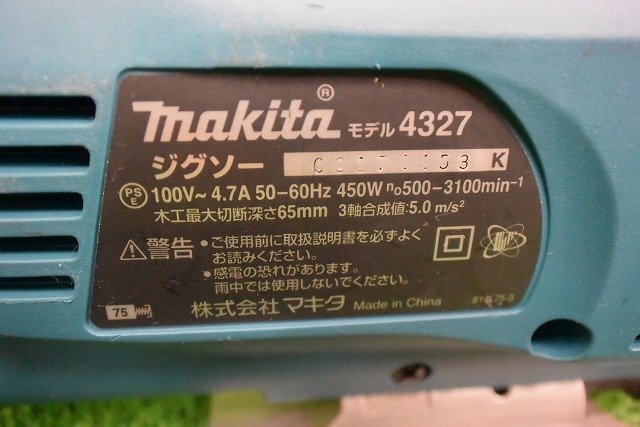 makita® モデル 4327
ジグソー K
PSE 100V~ 4.7A 50-60Hz 450W n₀500-3100min⁻¹
木工最大切断深さ65mm 3軸合成値:5.0 m/s²
⚠警告 •ご使用前に取扱説明書を必ずよく
お読みください。
•感電の恐れがあります。
雨中では使用しないでください。
75 株式会社マキタ Made in China